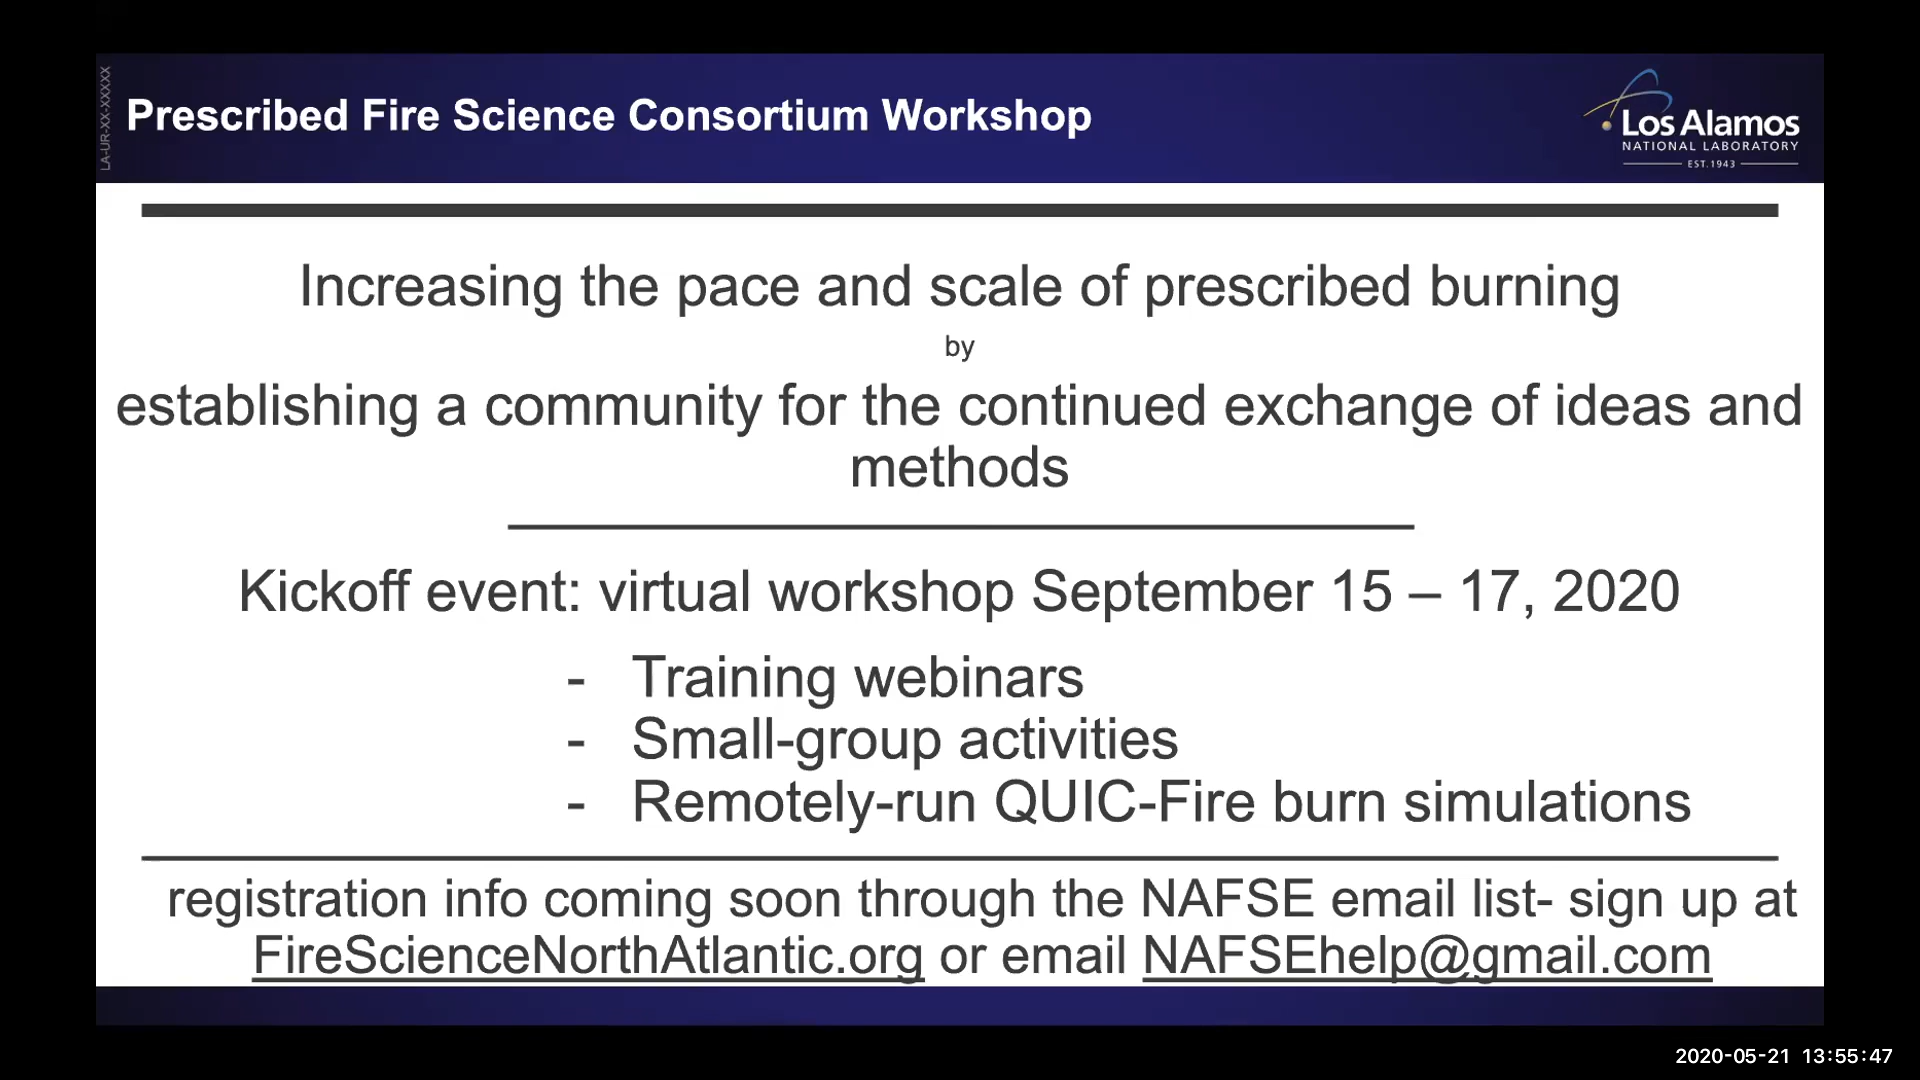 LA-UR-XX-XXXXX
Prescribed Fire Science Consortium Workshop
Los Alamos
NATIONAL LABORATORY
EST.1943
Increasing the pace and scale of prescribed burning
by
establishing a community for the continued exchange of ideas and
methods
Kickoff event: virtual workshop September 15 – 17, 2020
- Training webinars
- Small-group activities
- Remotely-run QUIC-Fire burn simulations
registration info coming soon through the NAFSE email list- sign up at
FireScienceNorthAtlantic.org or email NAFSEhelp@gmail.com
2020-05-21 13:55:47